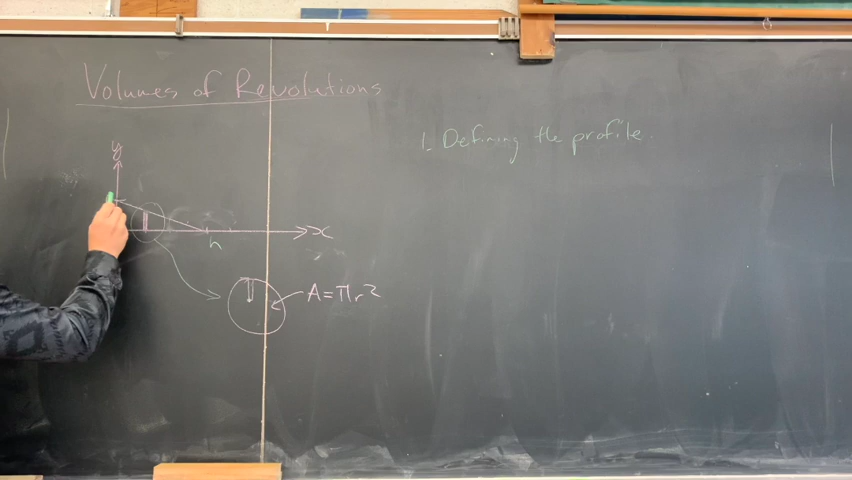 Volumes of Revolutions
1. Defining the profile.
y
x
h
A = πr²